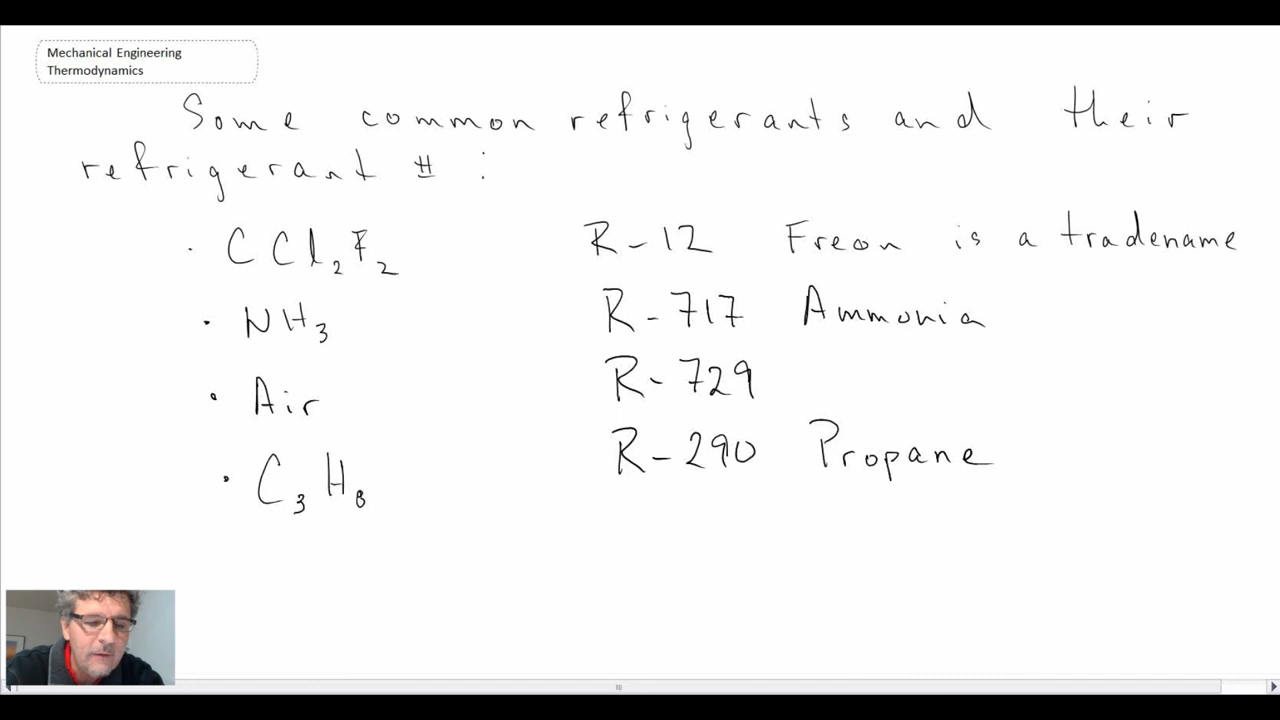 Mechanical Engineering
Thermodynamics
Some common refrigerants and their
refrigerant # :
· CCl₂F₂ R-12 Freon is a tradename
· NH₃ R-717 Ammonia
· Air R-729
· C₃H₈ R-290 Propane